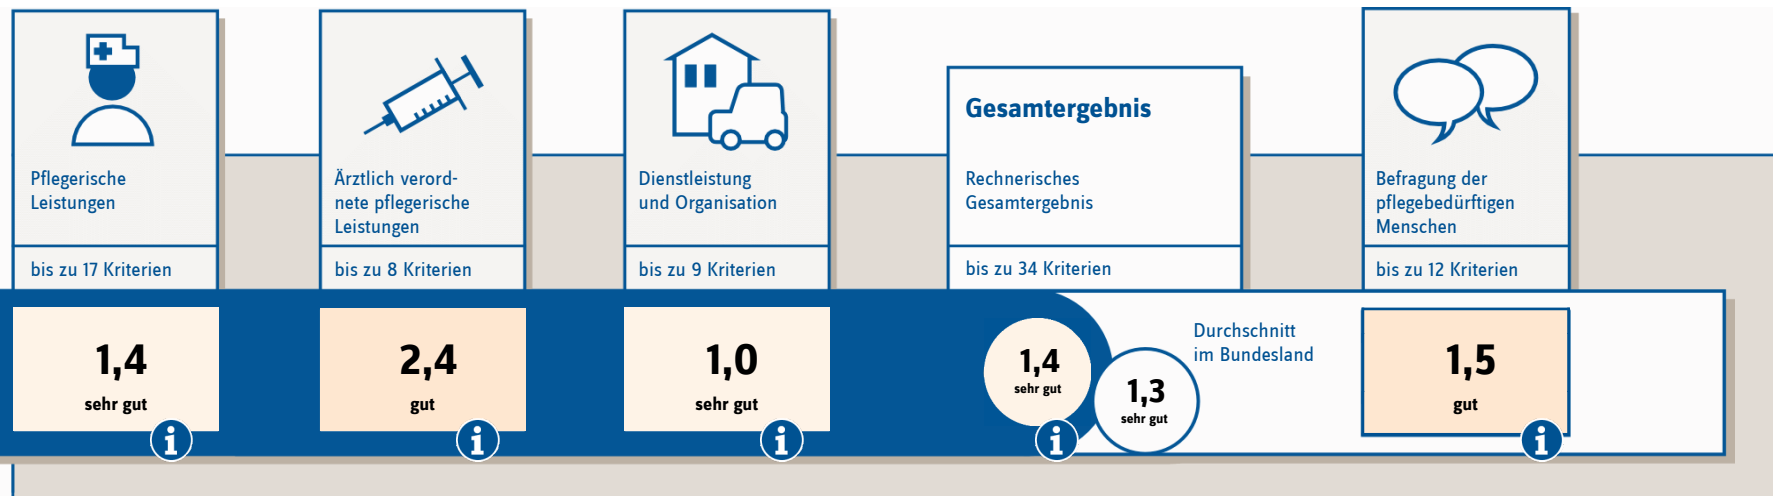 Pflegerische
Leistungen
bis zu 17 Kriterien
1,4
sehr gut
i
Ärztlich verord-
nete pflegerische
Leistungen
bis zu 8 Kriterien
2,4
gut
i
Dienstleistung
und Organisation
bis zu 9 Kriterien
1,0
sehr gut
i
Gesamtergebnis
Rechnerisches
Gesamtergebnis
bis zu 34 Kriterien
1,4
sehr gut
i
1,3
sehr gut
Durchschnitt
im Bundesland
Befragung der
pflegebedürftigen
Menschen
bis zu 12 Kriterien
1,5
gut
i